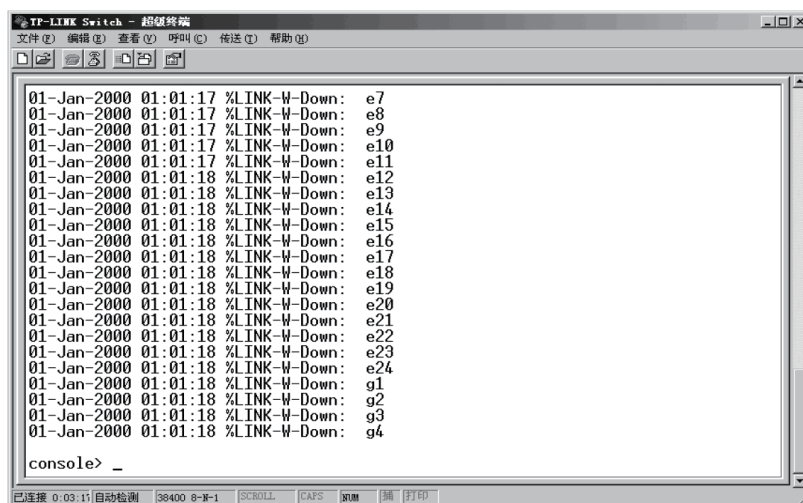 TP-LINK Switch - 超级终端
文件(F) 编辑(E) 查看(V) 呼叫(C) 传送(T) 帮助(H)
01-Jan-2000 01:01:17 %LINK-W-Down: e7
01-Jan-2000 01:01:17 %LINK-W-Down: e8
01-Jan-2000 01:01:17 %LINK-W-Down: e9
01-Jan-2000 01:01:17 %LINK-W-Down: e10
01-Jan-2000 01:01:17 %LINK-W-Down: e11
01-Jan-2000 01:01:18 %LINK-W-Down: e12
01-Jan-2000 01:01:18 %LINK-W-Down: e13
01-Jan-2000 01:01:18 %LINK-W-Down: e14
01-Jan-2000 01:01:18 %LINK-W-Down: e15
01-Jan-2000 01:01:18 %LINK-W-Down: e16
01-Jan-2000 01:01:18 %LINK-W-Down: e17
01-Jan-2000 01:01:18 %LINK-W-Down: e18
01-Jan-2000 01:01:18 %LINK-W-Down: e19
01-Jan-2000 01:01:18 %LINK-W-Down: e20
01-Jan-2000 01:01:18 %LINK-W-Down: e21
01-Jan-2000 01:01:18 %LINK-W-Down: e22
01-Jan-2000 01:01:18 %LINK-W-Down: e23
01-Jan-2000 01:01:18 %LINK-W-Down: e24
01-Jan-2000 01:01:18 %LINK-W-Down: g1
01-Jan-2000 01:01:18 %LINK-W-Down: g2
01-Jan-2000 01:01:18 %LINK-W-Down: g3
01-Jan-2000 01:01:18 %LINK-W-Down: g4
console> _
已连接 0:03:17 自动检测 38400 8-N-1 SCROLL CAPS NUM 捕 打印